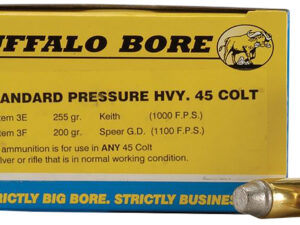 UFFALO BORE
ANDARD PRESSURE HVY. 45 COLT
tem 3E 255 gr. Keith (1000 F.P.S.)
tem 3F 200 gr. Speer G.D. (1100 F.P.S.)
ammunition is for use in ANY 45 Colt
lver or rifle that is in normal working condition.
RICTLY BIG BORE. STRICTLY BUSINES